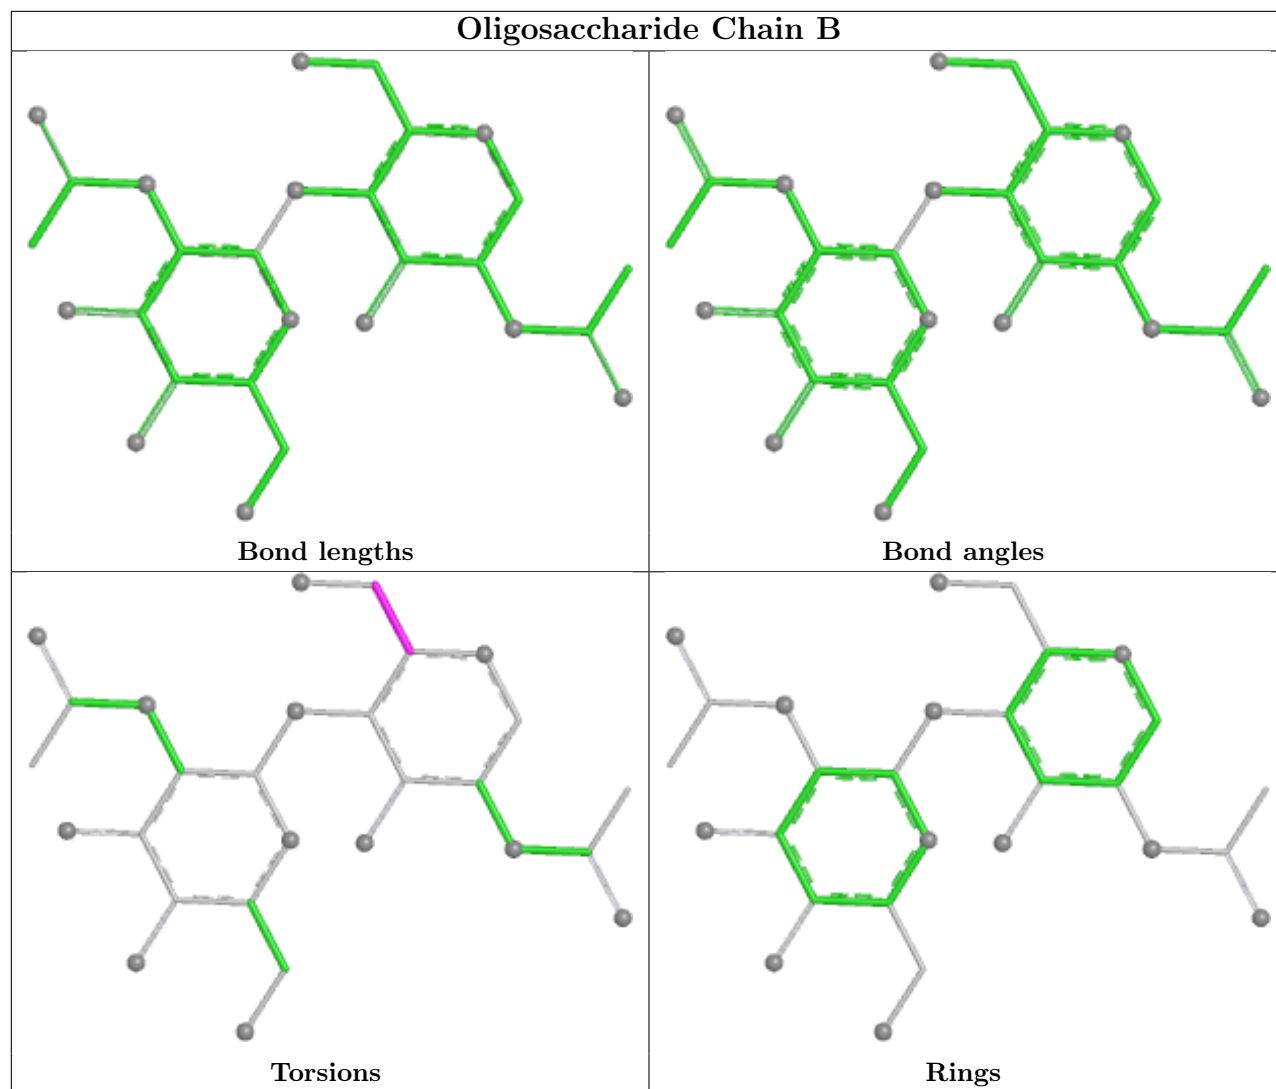 Oligosaccharide Chain B
Bond lengths
Bond angles
Torsions
Rings